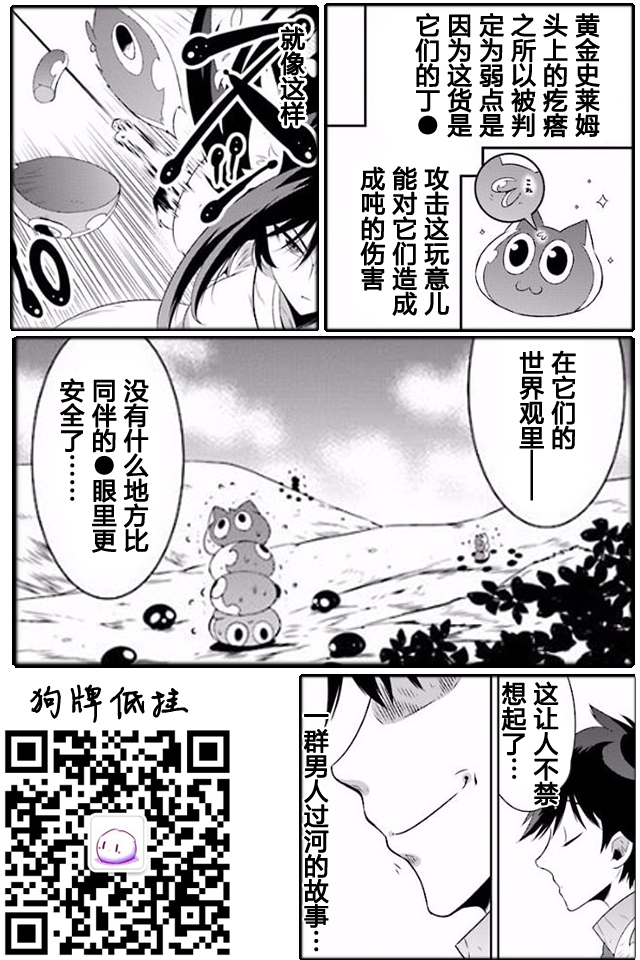 黄金史莱姆
头上的疙瘩
之所以被判
定为弱点是
因为这货是
它们的丁●
攻击这玩意儿
能对它们造成
成吨的伤害
就像这样
在它们的
世界观里——
没有什么地方比
同伴的●眼里更
安全了……
这让人不禁
想起了…
一群男人过河的故事…
狗牌低挂